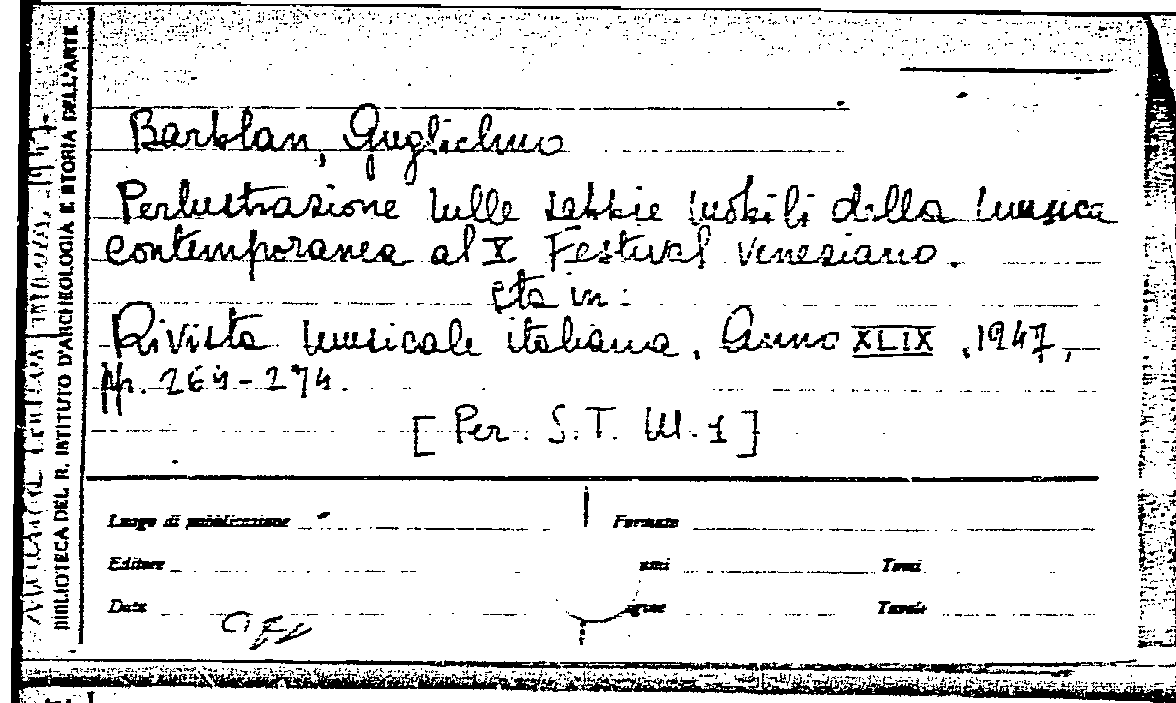 Barblan, Guglielmo
Perlustrazione sulle sabbie mobili della musica
contemporanea al X Festival veneziano.
sta in:
Rivista musicale italiana. Anno XLIX, 1947,
pp. 264-274.
[Per. S.T. M.1]
Luogo di pubblicazione
Formato
Editore
Tomi
Data
Tavole
BIBLIOTECA DEL R. ISTITUTO D'ARCHEOLOGIA E STORIA DELL'ARTE